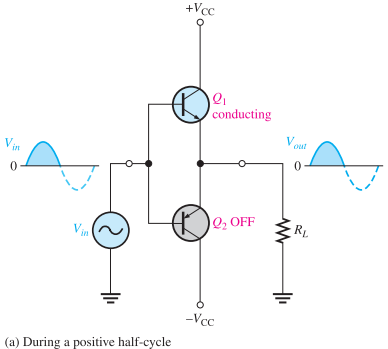 +VCC
Q1
conducting
Vin
0
Vout
0
Vin
Q2 OFF
RL
−VCC
(a) During a positive half-cycle